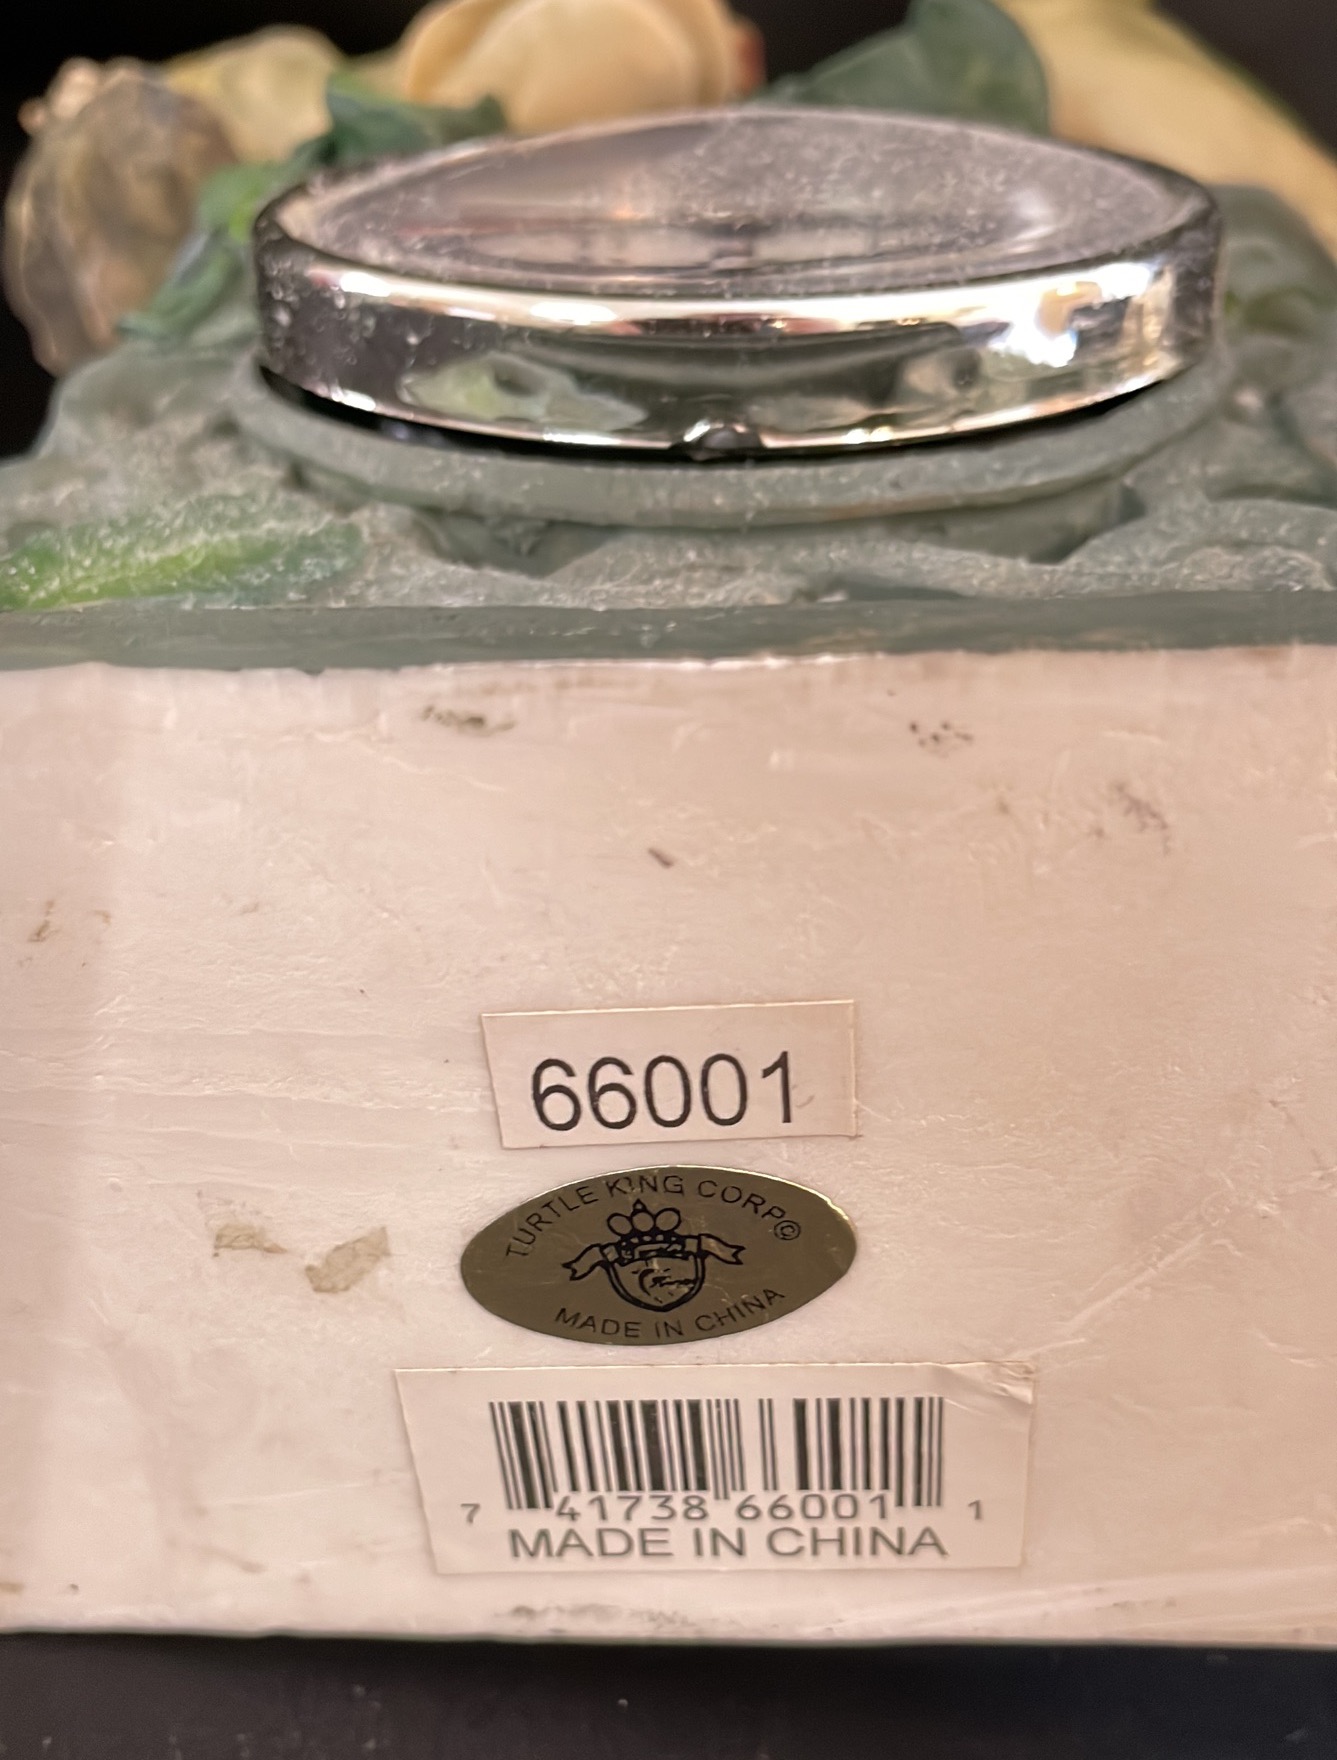 66001
TURTLE KING CORP©
MADE IN CHINA
7 41738 66001 1
MADE IN CHINA